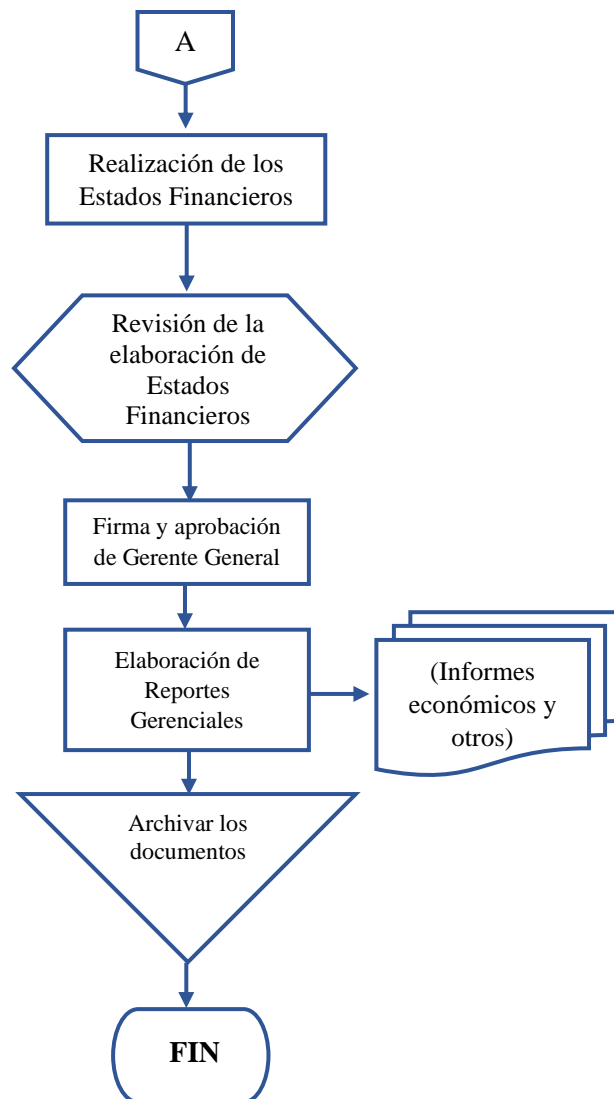 A
Realización de los
Estados Financieros
Revisión de la
elaboración de
Estados
Financieros
Firma y aprobación
de Gerente General
Elaboración de
Reportes
Gerenciales
(Informes
económicos y
otros)
Archivar los
documentos
FIN